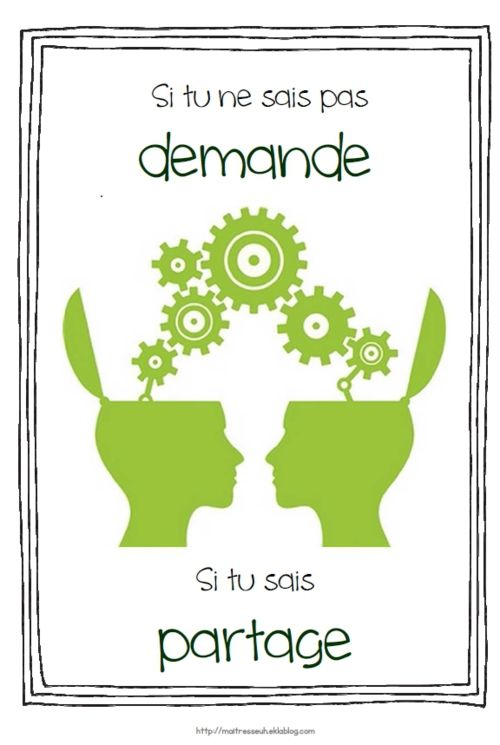 Si tu ne sais pas
demande
Si tu sais
partage
http://maitresseuh.eklablog.com